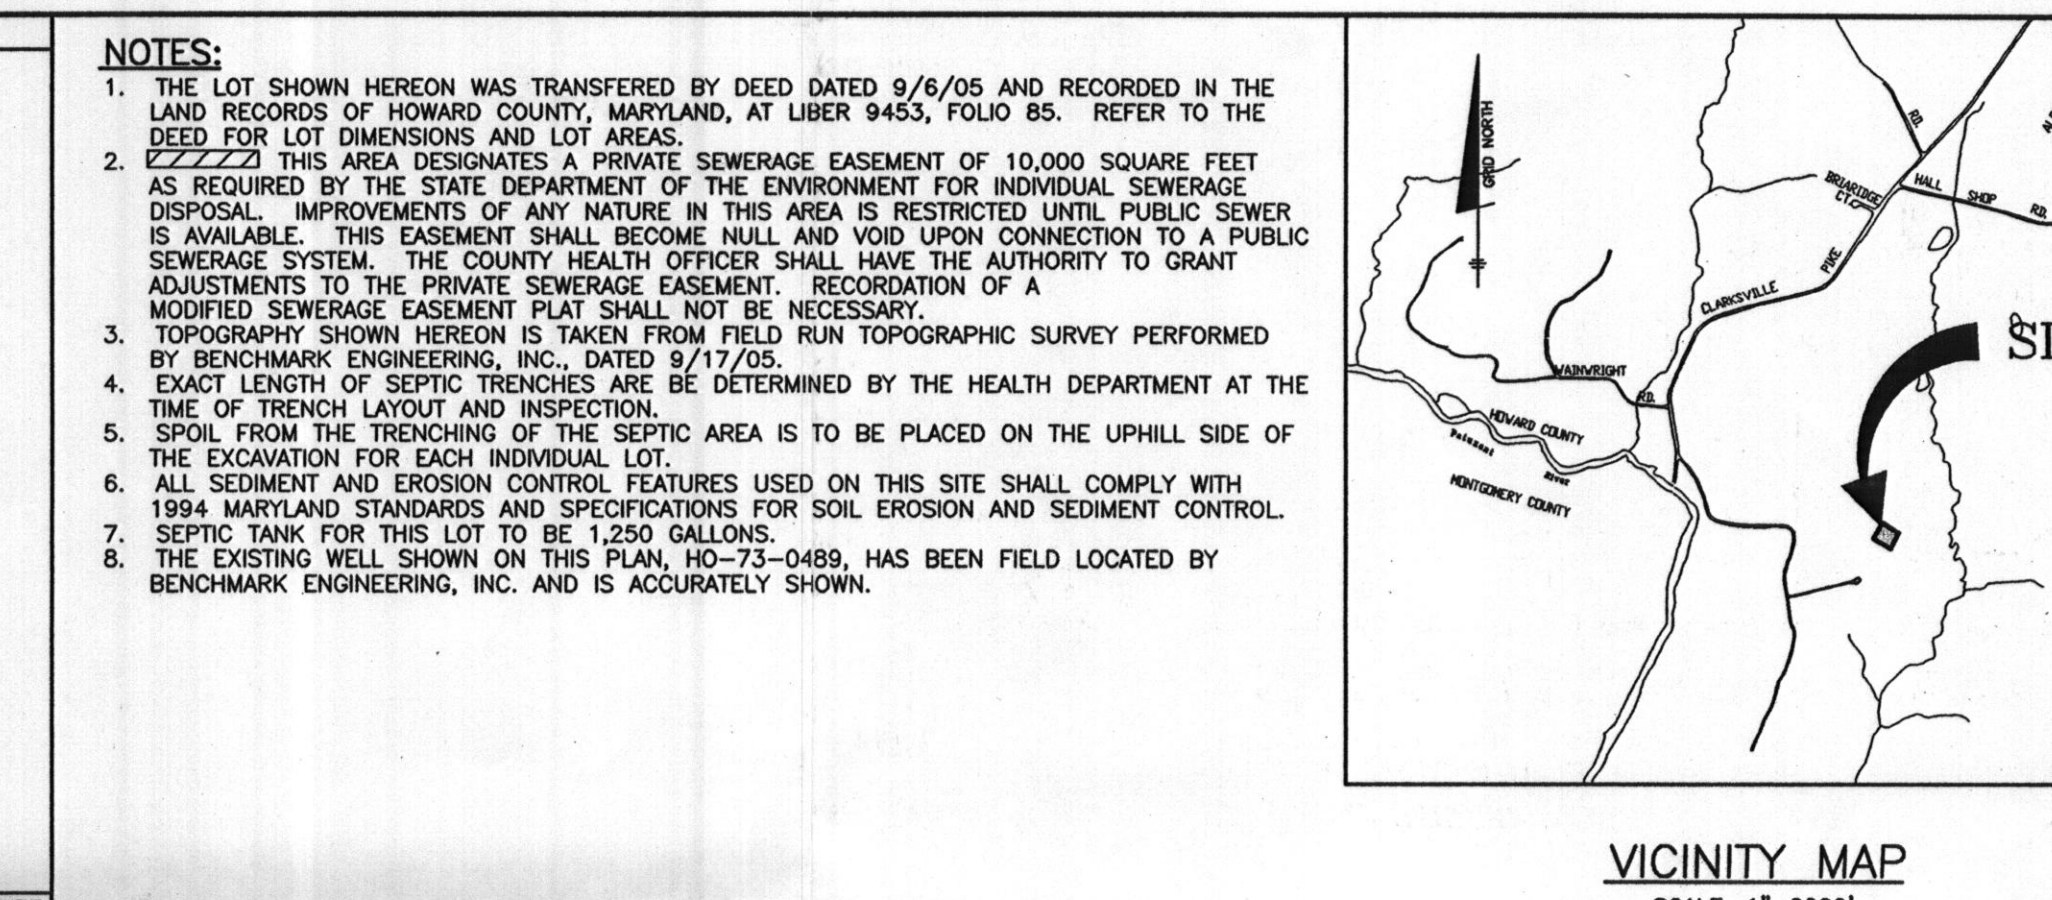 NOTES:
1. THE LOT SHOWN HEREON WAS TRANSFERED BY DEED DATED 9/6/05 AND RECORDED IN THE
LAND RECORDS OF HOWARD COUNTY, MARYLAND, AT LIBER 9453, FOLIO 85. REFER TO THE
DEED FOR LOT DIMENSIONS AND LOT AREAS.
2. THIS AREA DESIGNATES A PRIVATE SEWERAGE EASEMENT OF 10,000 SQUARE FEET
AS REQUIRED BY THE STATE DEPARTMENT OF THE ENVIRONMENT FOR INDIVIDUAL SEWERAGE
DISPOSAL. IMPROVEMENTS OF ANY NATURE IN THIS AREA IS RESTRICTED UNTIL PUBLIC SEWER
IS AVAILABLE. THIS EASEMENT SHALL BECOME NULL AND VOID UPON CONNECTION TO A PUBLIC
SEWERAGE SYSTEM. THE COUNTY HEALTH OFFICER SHALL HAVE THE AUTHORITY TO GRANT
ADJUSTMENTS TO THE PRIVATE SEWERAGE EASEMENT. RECORDATION OF A
MODIFIED SEWERAGE EASEMENT PLAT SHALL NOT BE NECESSARY.
3. TOPOGRAPHY SHOWN HEREON IS TAKEN FROM FIELD RUN TOPOGRAPHIC SURVEY PERFORMED
BY BENCHMARK ENGINEERING, INC., DATED 9/17/05.
4. EXACT LENGTH OF SEPTIC TRENCHES ARE BE DETERMINED BY THE HEALTH DEPARTMENT AT THE
TIME OF TRENCH LAYOUT AND INSPECTION.
5. SPOIL FROM THE TRENCHING OF THE SEPTIC AREA IS TO BE PLACED ON THE UPHILL SIDE OF
THE EXCAVATION FOR EACH INDIVIDUAL LOT.
6. ALL SEDIMENT AND EROSION CONTROL FEATURES USED ON THIS SITE SHALL COMPLY WITH
1994 MARYLAND STANDARDS AND SPECIFICATIONS FOR SOIL EROSION AND SEDIMENT CONTROL.
7. SEPTIC TANK FOR THIS LOT TO BE 1,250 GALLONS.
8. THE EXISTING WELL SHOWN ON THIS PLAN, HO-73-0489, HAS BEEN FIELD LOCATED BY
BENCHMARK ENGINEERING, INC. AND IS ACCURATELY SHOWN.
GRID NORTH
RD.
BRIARIDGE
CT.
HALL SHOP RD.
CLARKSVILLE PIKE
WAINWRIGHT RD.
HOWARD COUNTY
Patuxent River
MONTGOMERY COUNTY
VICINITY MAP